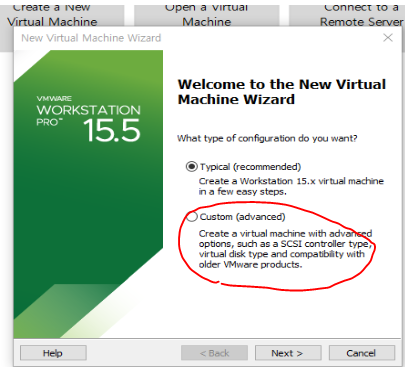 Create a New
Virtual Machine
Open a Virtual
Machine
Connect to a
Remote Server
New Virtual Machine Wizard
VMWARE
WORKSTATION
PRO™
15.5
Welcome to the New Virtual
Machine Wizard
What type of configuration do you want?
Typical (recommended)
Create a Workstation 15.x virtual machine
in a few easy steps.
Custom (advanced)
Create a virtual machine with advanced
options, such as a SCSI controller type,
virtual disk type and compatibility with
older VMware products.
Help
< Back
Next >
Cancel